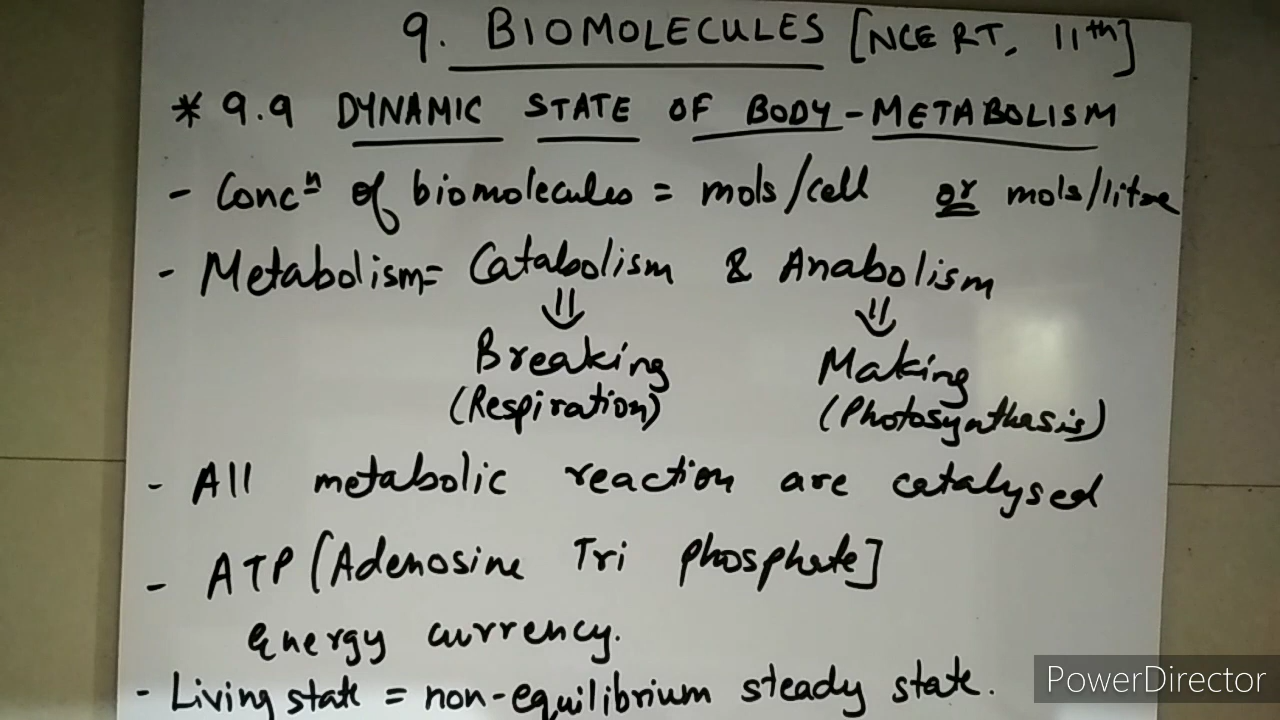 9. BIOMOLECULES [NCERT, 11th]
* 9.9 DYNAMIC STATE OF BODY - METABOLISM
- Concn of biomolecules = mols/cell or mols/litre
- Metabolism = Catabolism & Anabolism
Breaking Making
(Respiration) (Photosynthasis)
- All metabolic reaction are catalysed
- ATP [Adenosine Tri phosphate]
Energy currency.
- Living state = non-equilibrium steady state.
PowerDirector